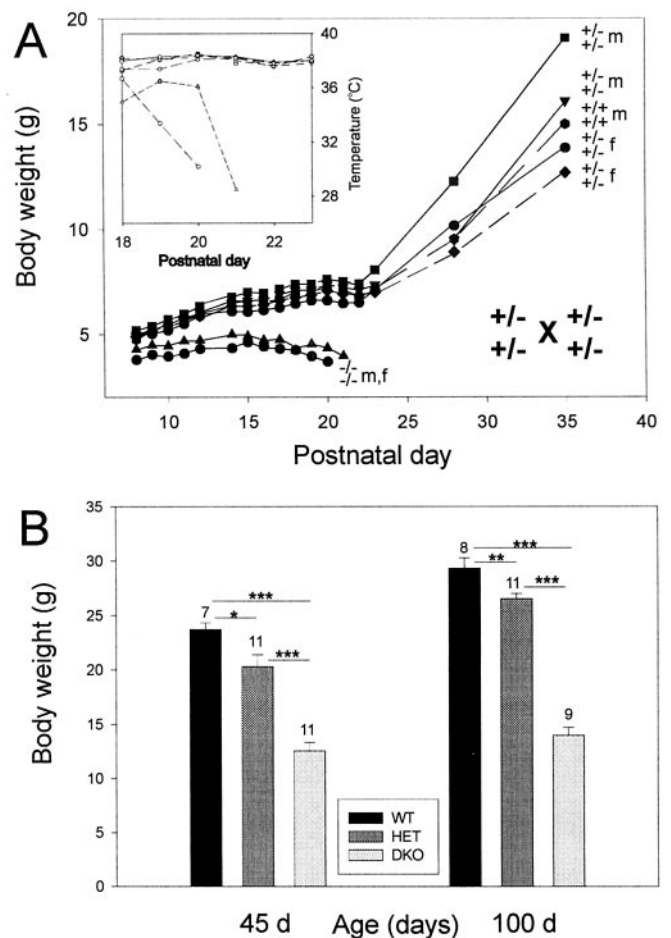 A
20
15
10
5
Body weight (g)
40
36
32
28
Temperature (°C)
18 20 22
Postnatal day
+/- m
+/-
+/- m
+/-
+/+ m
+/+
+/- f
+/-
+/- f
+/-
-/- m,f
-/-
+/- X +/-
+/- +/-
10 15 20 25 30 35 40
Postnatal day
B
35
30
25
20
15
10
5
0
Body weight (g)
***
7 *
11
***
11
***
8
**
11 ***
9
WT
HET
DKO
45 d Age (days) 100 d